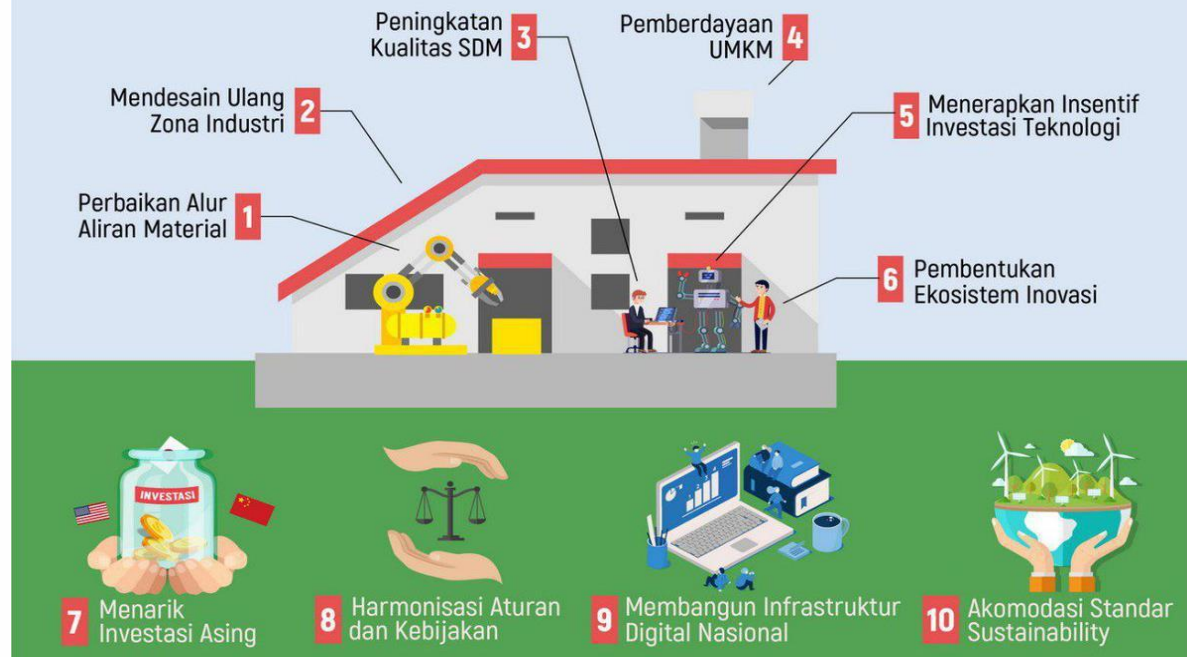 1 Perbaikan Alur
Aliran Material
2 Mendesain Ulang
Zona Industri
3 Peningkatan
Kualitas SDM
4 Pemberdayaan
UMKM
5 Menerapkan Insentif
Investasi Teknologi
6 Pembentukan
Ekosistem Inovasi
INVESTASI
7 Menarik
Investasi Asing
8 Harmonisasi Aturan
dan Kebijakan
9 Membangun Infrastruktur
Digital Nasional
10 Akomodasi Standar
Sustainability